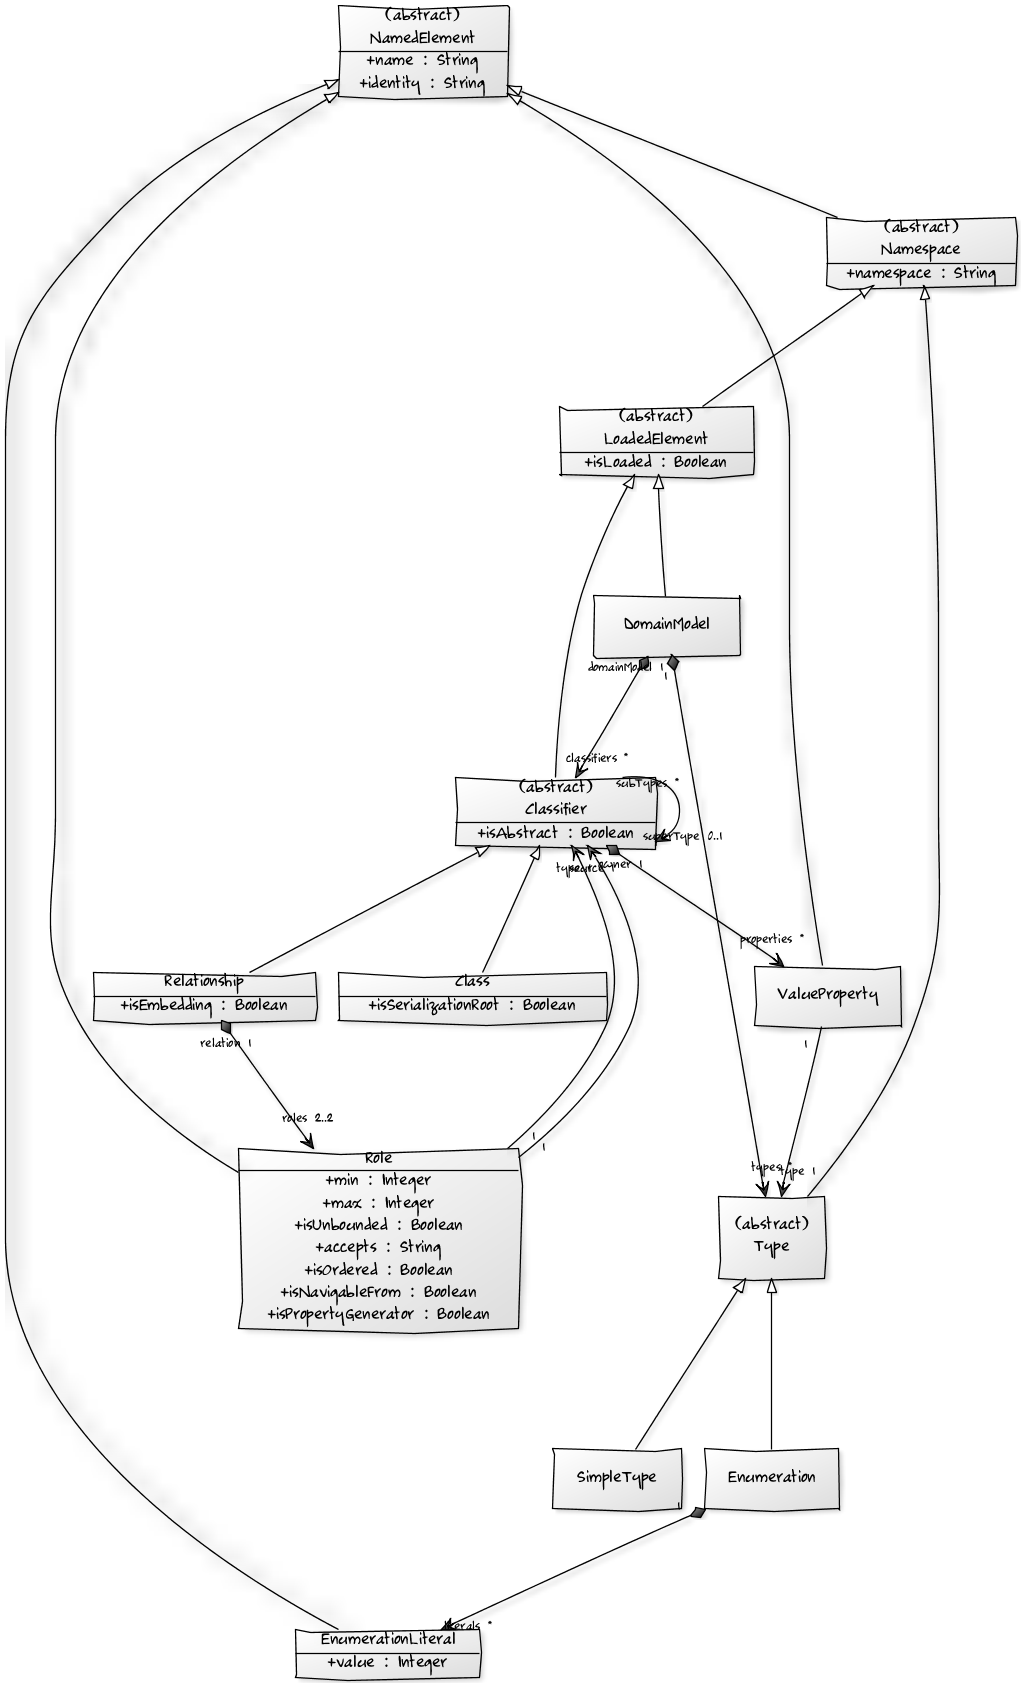 (abstract)
NamedElement
+name : String
+identity : String
(abstract)
Namespace
+namespace : String
(abstract)
LoadedElement
+isLoaded : Boolean
DomainModel
domainModel 1
1
classifiers *
(abstract)
Classifier
+isAbstract : Boolean
subTypes *
superType 0..1
type
source
owner 1
properties *
Relationship
+isEmbedding : Boolean
Class
+isSerializationRoot : Boolean
ValueProperty
relation 1
1
roles 2..2
1
1
Role
+min : Integer
+max : Integer
+isUnbounded : Boolean
+accepts : String
+isOrdered : Boolean
+isNavigableFrom : Boolean
+isPropertyGenerator : Boolean
types *
type 1
(abstract)
Type
SimpleType
Enumeration
1
literals *
EnumerationLiteral
+value : Integer